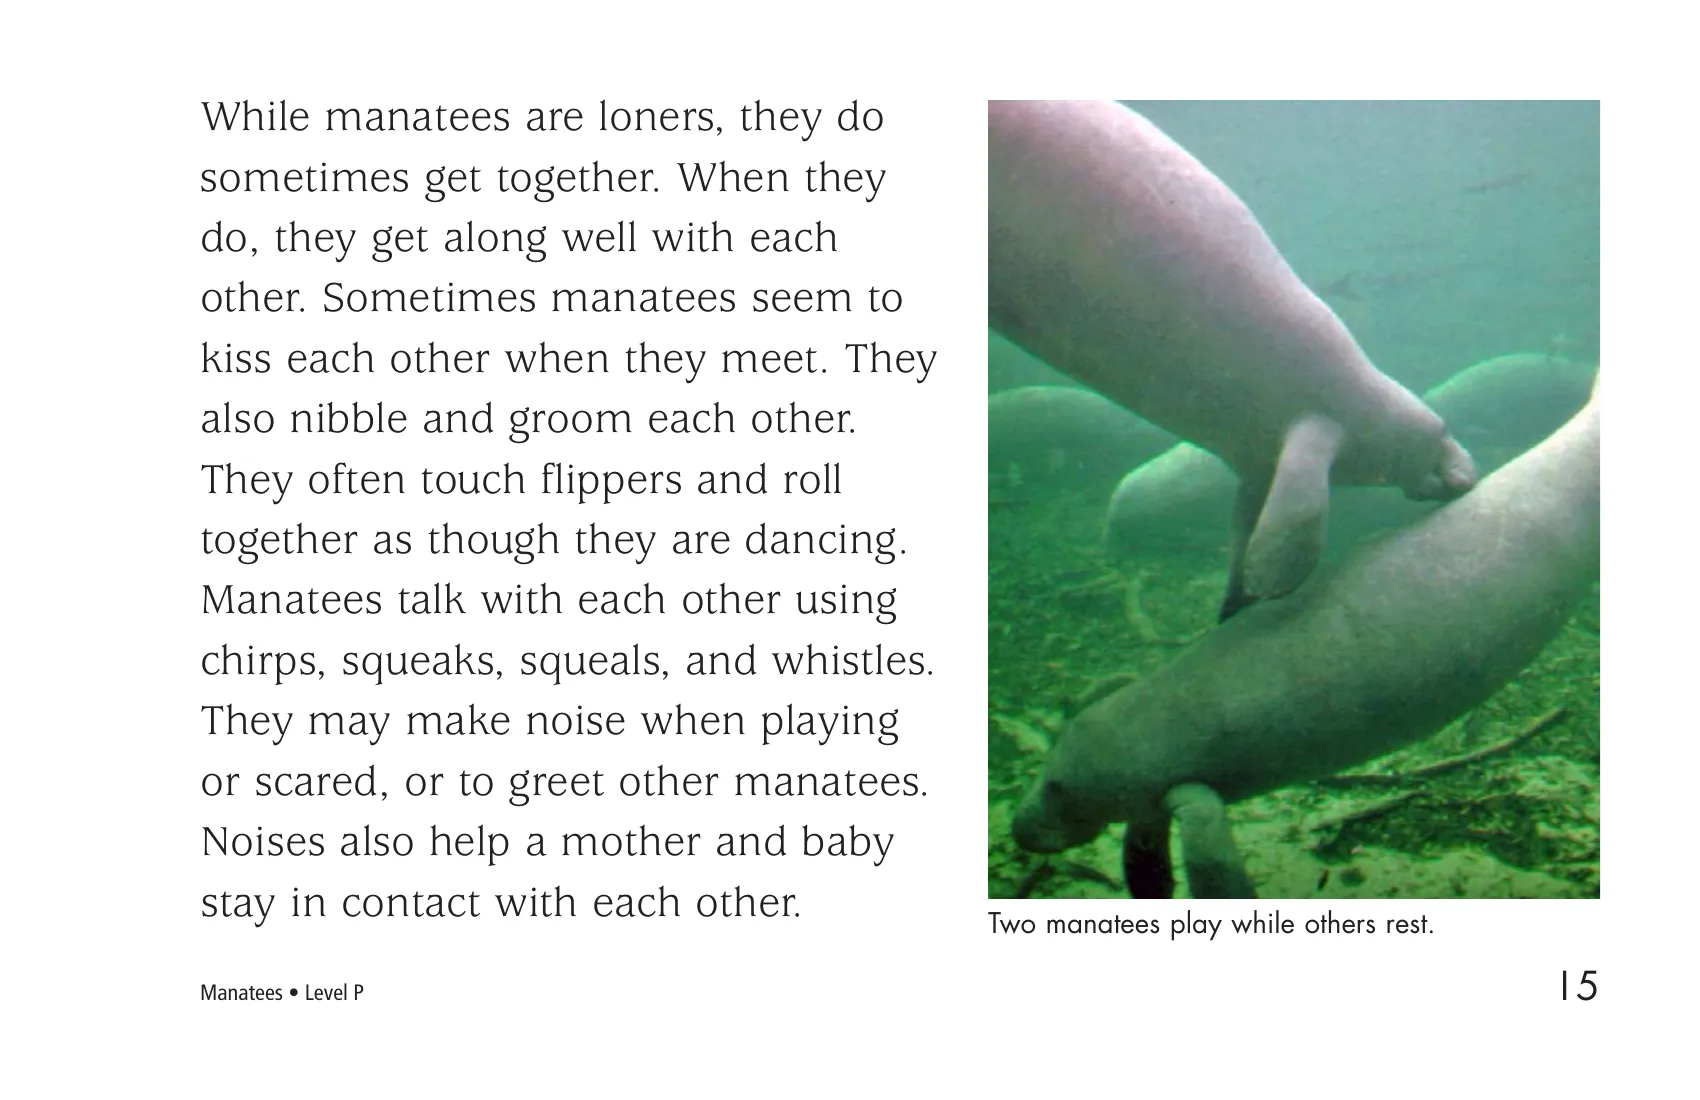 While manatees are loners, they do
sometimes get together. When they
do, they get along well with each
other. Sometimes manatees seem to
kiss each other when they meet. They
also nibble and groom each other.
They often touch flippers and roll
together as though they are dancing.
Manatees talk with each other using
chirps, squeaks, squeals, and whistles.
They may make noise when playing
or scared, or to greet other manatees.
Noises also help a mother and baby
stay in contact with each other.
Two manatees play while others rest.
Manatees • Level P
15